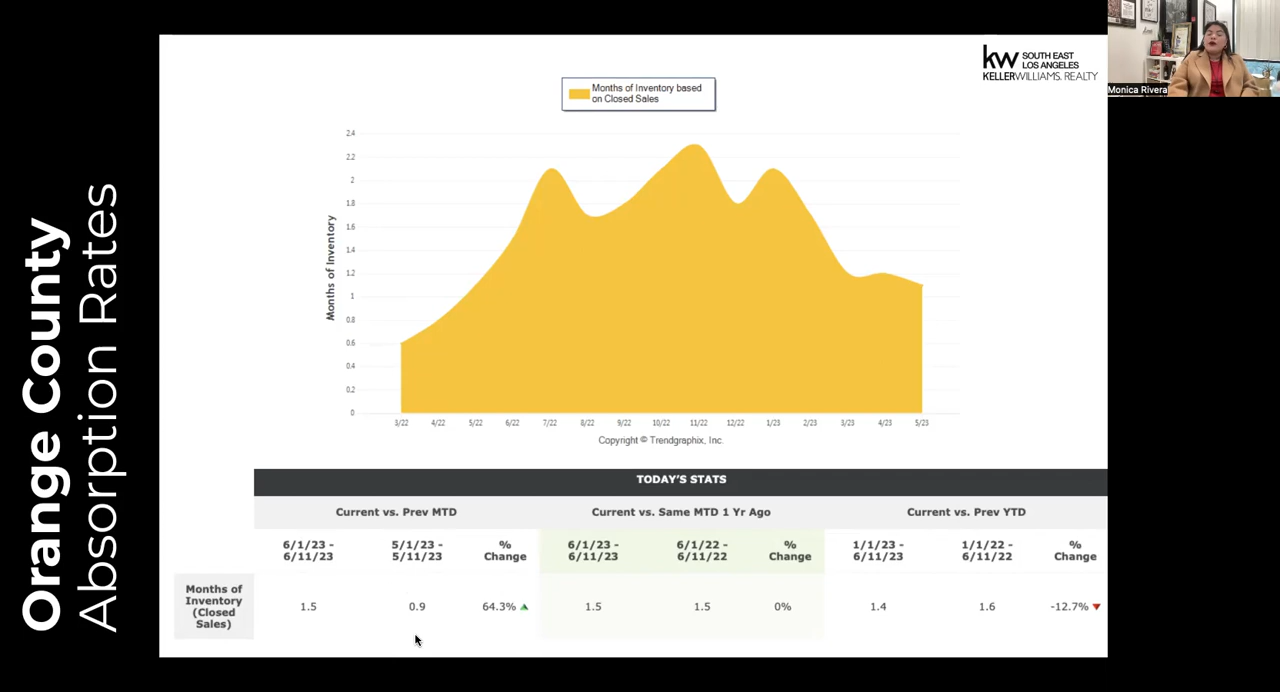 Orange County
Absorption Rates
kw SOUTH EAST
LOS ANGELES
KELLERWILLIAMS. REALTY
Monica Rivera
Months of Inventory based
on Closed Sales
Months of Inventory
2.4
2.2
2
1.8
1.6
1.4
1.2
1
0.8
0.6
0.4
0.2
0
3/22 4/22 5/22 6/22 7/22 8/22 9/22 10/22 11/22 12/22 1/23 2/23 3/23 4/23 5/23
Copyright © Trendgraphix, Inc.
TODAY'S STATS
Current vs. Prev MTD Current vs. Same MTD 1 Yr Ago Current vs. Prev YTD
6/1/23 - 5/1/23 - % 6/1/23 - 6/1/22 - % 1/1/23 - 1/1/22 - %
6/11/23 5/11/23 Change 6/11/23 6/11/22 Change 6/11/23 6/11/22 Change
Months of
Inventory
(Closed
Sales)
1.5 0.9 64.3% 1.5 1.5 0% 1.4 1.6 -12.7%